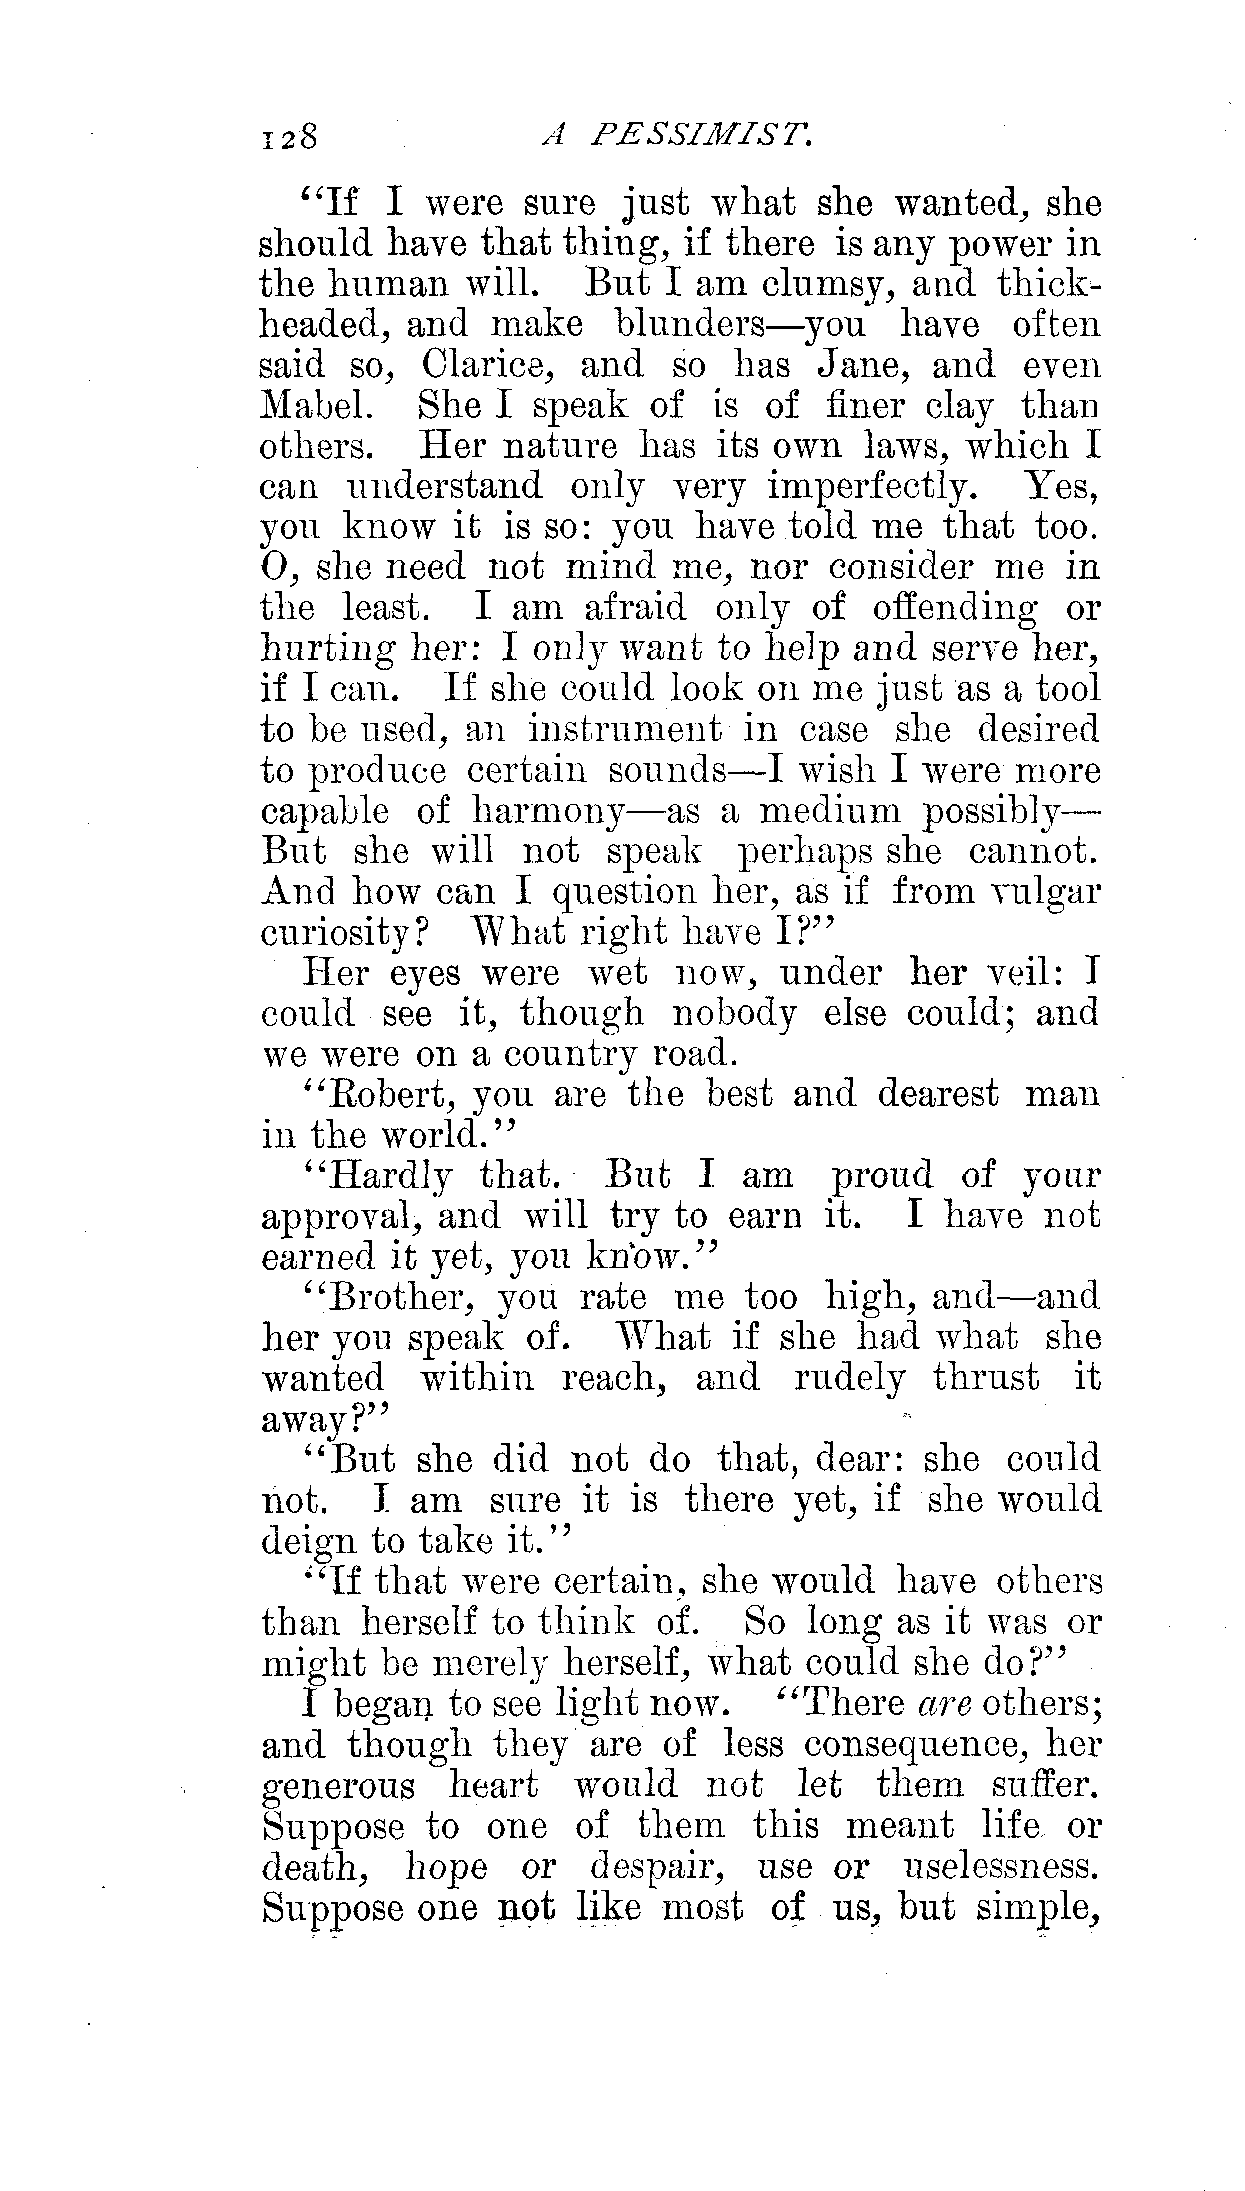 128 A PESSIMIST.
"If I were sure just what she wanted, she
should have that thing, if there is any power in
the human will. But I am clumsy, and thick-
headed, and make blunders—you have often
said so, Clarice, and so has Jane, and even
Mabel. She I speak of is of finer clay than
others. Her nature has its own laws, which I
can understand only very imperfectly. Yes,
you know it is so: you have told me that too.
O, she need not mind me, nor consider me in
the least. I am afraid only of offending or
hurting her: I only want to help and serve her,
if I can. If she could look on me just as a tool
to be used, an instrument in case she desired
to produce certain sounds—I wish I were more
capable of harmony—as a medium possibly—
But she will not speak perhaps she cannot.
And how can I question her, as if from vulgar
curiosity? What right have I?"
Her eyes were wet now, under her veil: I
could see it, though nobody else could; and
we were on a country road.
"Robert, you are the best and dearest man
in the world."
"Hardly that. But I am proud of your
approval, and will try to earn it. I have not
earned it yet, you know."
"Brother, you rate me too high, and—and
her you speak of. What if she had what she
wanted within reach, and rudely thrust it
away?"
"But she did not do that, dear: she could
not. I am sure it is there yet, if she would
deign to take it."
"If that were certain, she would have others
than herself to think of. So long as it was or
might be merely herself, what could she do?"
I began to see light now. "There are others;
and though they are of less consequence, her
generous heart would not let them suffer.
Suppose to one of them this meant life or
death, hope or despair, use or uselessness.
Suppose one not like most of us, but simple,